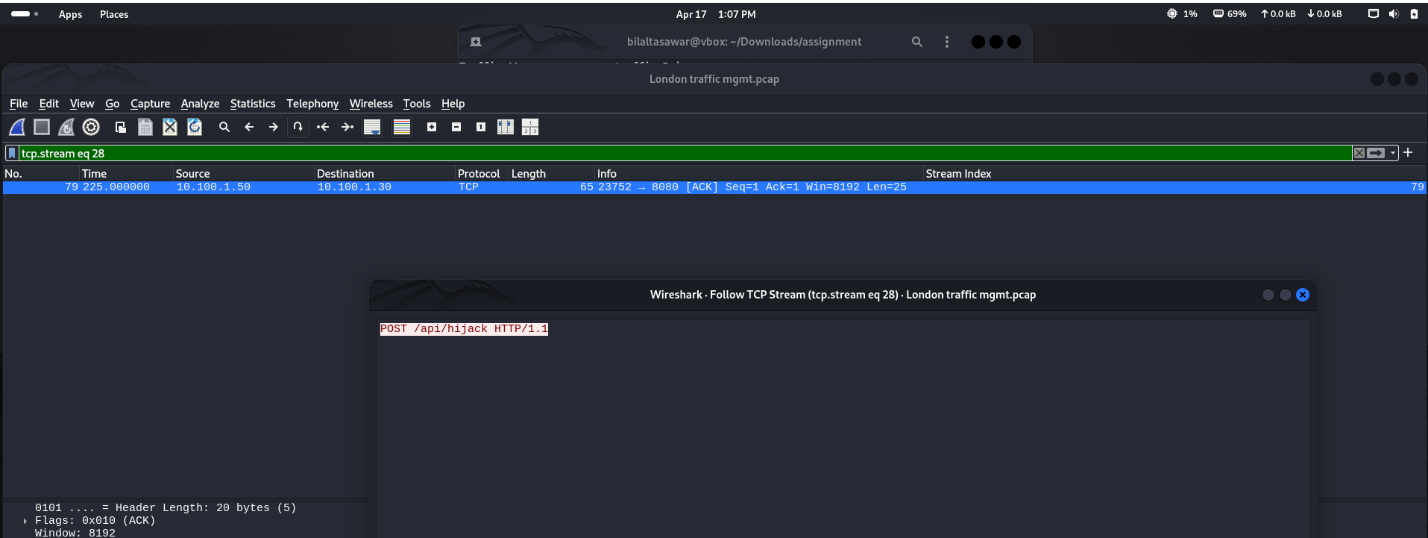 Apps Places Apr 17 1:07 PM 1% 69% 0.0 kB 0.0 kB
bilaltasawar@vbox: ~/Downloads/assignment
London traffic mgmt.pcap
File Edit View Go Capture Analyze Statistics Telephony Wireless Tools Help
tcp.stream eq 28
No. Time Source Destination Protocol Length Info Stream Index
79 225.000000 10.100.1.50 10.100.1.30 TCP 65 23752 → 8080 [ACK] Seq=1 Ack=1 Win=8192 Len=25 79
Wireshark · Follow TCP Stream (tcp.stream eq 28) · London traffic mgmt.pcap
POST /api/hijack HTTP/1.1
0101 .... = Header Length: 20 bytes (5)
Flags: 0x010 (ACK)
Window: 8192